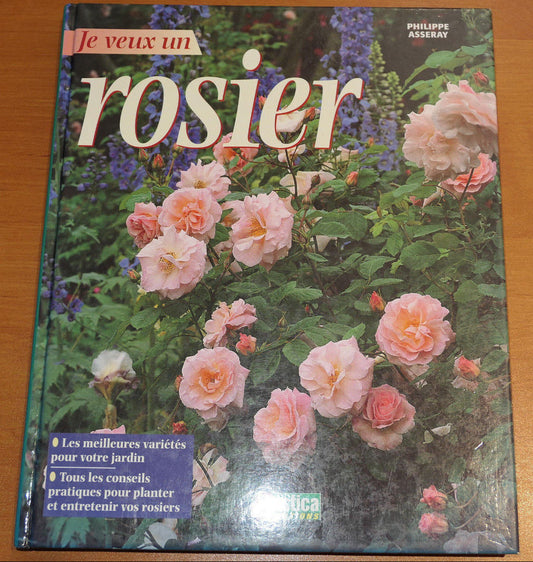 PHILIPPE
ASSERAY
Je veux un
rosier
Les meilleures variétés
pour votre jardin
Tous les conseils
pratiques pour planter
et entretenir vos rosiers